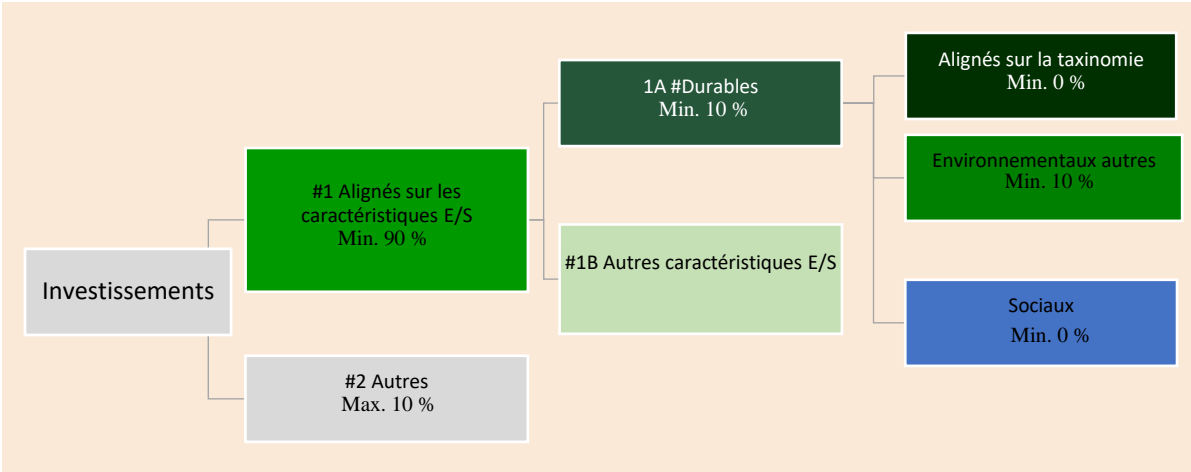 Investissements
#1 Alignés sur les
caractéristiques E/S
Min. 90 %
#2 Autres
Max. 10 %
1A #Durables
Min. 10 %
#1B Autres caractéristiques E/S
Alignés sur la taxinomie
Min. 0 %
Environnementaux autres
Min. 10 %
Sociaux
Min. 0 %